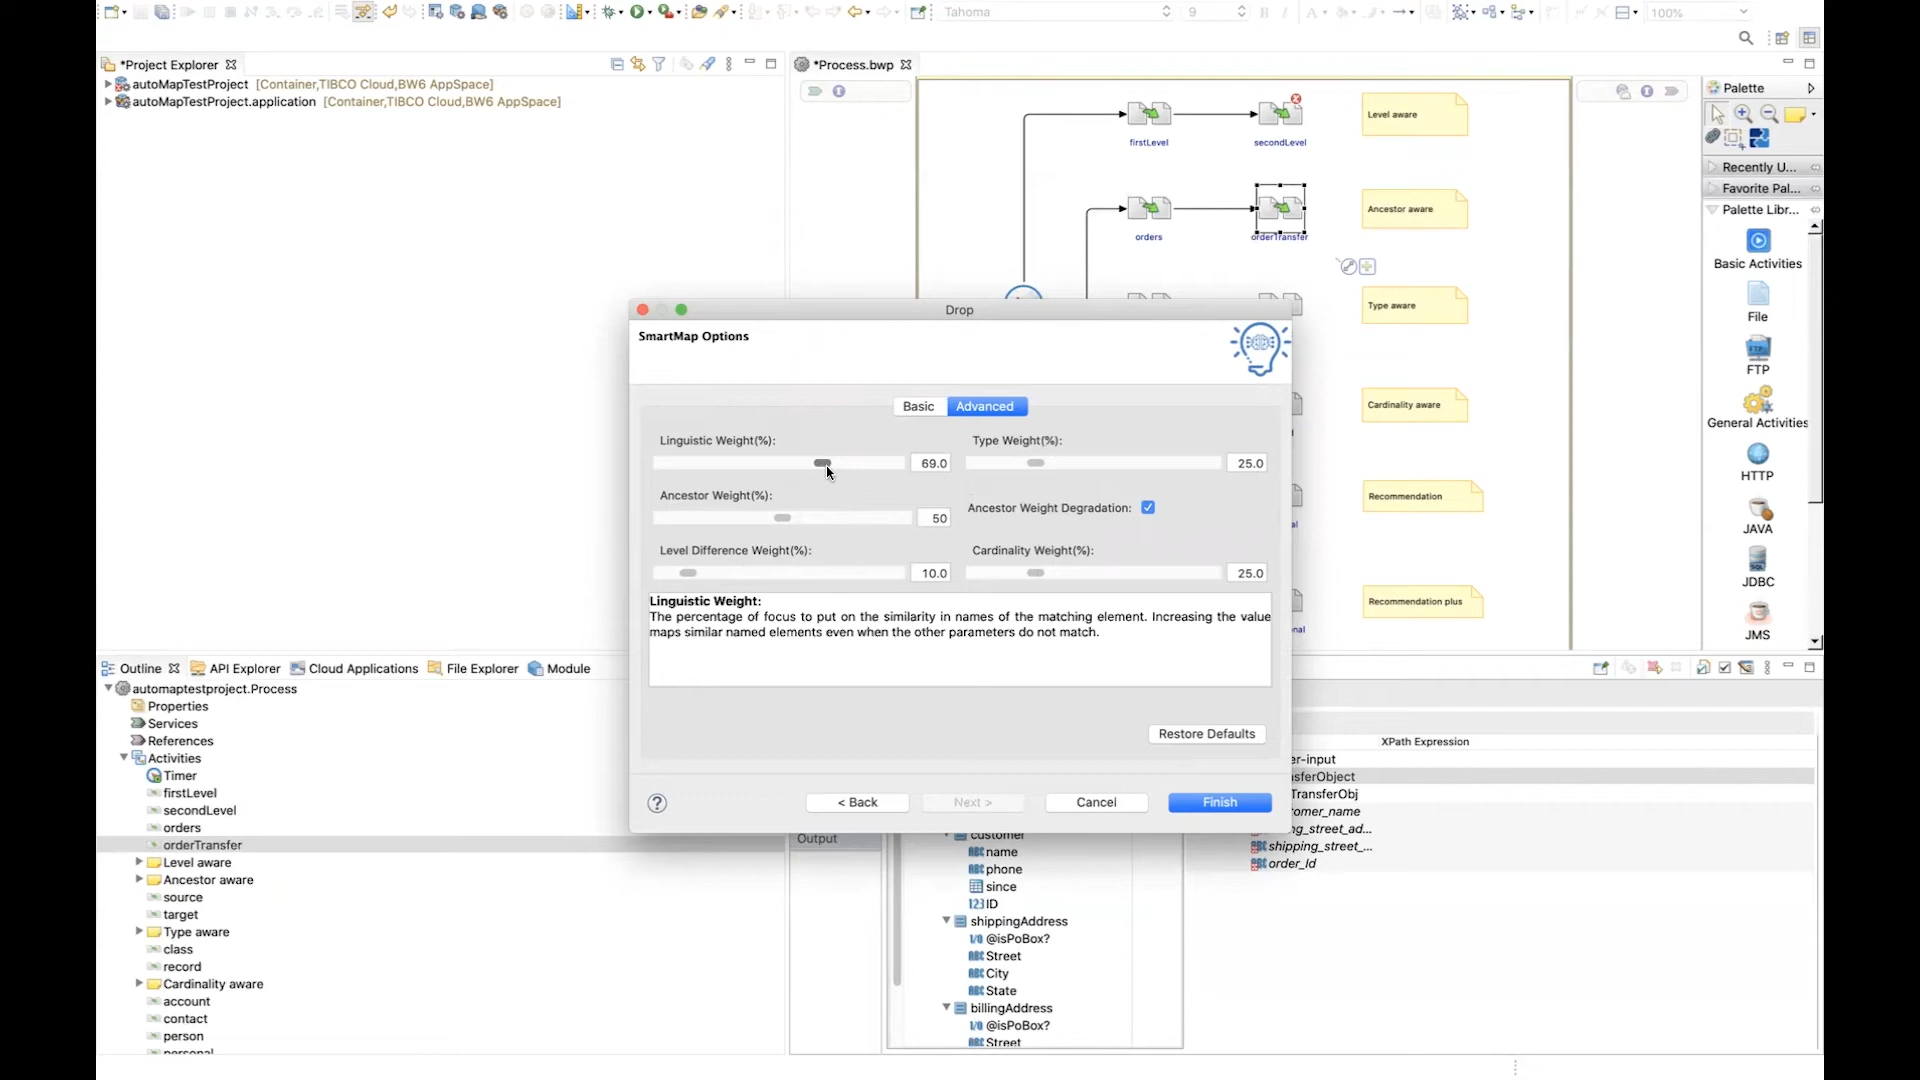 Tahoma
9
100%
*Project Explorer
autoMapTestProject [Container,TIBCO Cloud,BW6 AppSpace]
autoMapTestProject.application [Container,TIBCO Cloud,BW6 AppSpace]
*Process.bwp
firstLevel
secondLevel
Level aware
orders
orderTransfer
Ancestor aware
Type aware
Cardinality aware
Recommendation
Recommendation plus
Palette
Recently U...
Favorite Pal...
Palette Libr...
Basic Activities
File
FTP
General Activities
HTTP
JAVA
JDBC
JMS
Drop
SmartMap Options
Basic
Advanced
Linguistic Weight(%):
69.0
Type Weight(%):
25.0
Ancestor Weight(%):
50
Ancestor Weight Degradation:
Level Difference Weight(%):
10.0
Cardinality Weight(%):
25.0
Linguistic Weight:
The percentage of focus to put on the similarity in names of the matching element. Increasing the value
maps similar named elements even when the other parameters do not match.
Restore Defaults
< Back
Next >
Cancel
Finish
Outline
API Explorer
Cloud Applications
File Explorer
Module
automaptestproject.Process
Properties
Services
References
Activities
Timer
firstLevel
secondLevel
orders
orderTransfer
Level aware
Ancestor aware
source
target
Type aware
class
record
Cardinality aware
account
contact
person
personal
Output
customer
name
phone
since
ID
shippingAddress
@isPoBox?
Street
City
State
billingAddress
@isPoBox?
Street
XPath Expression
er-input
sferObject
TransferObj
omer_name
ng_street_ad...
shipping_street_...
order_Id